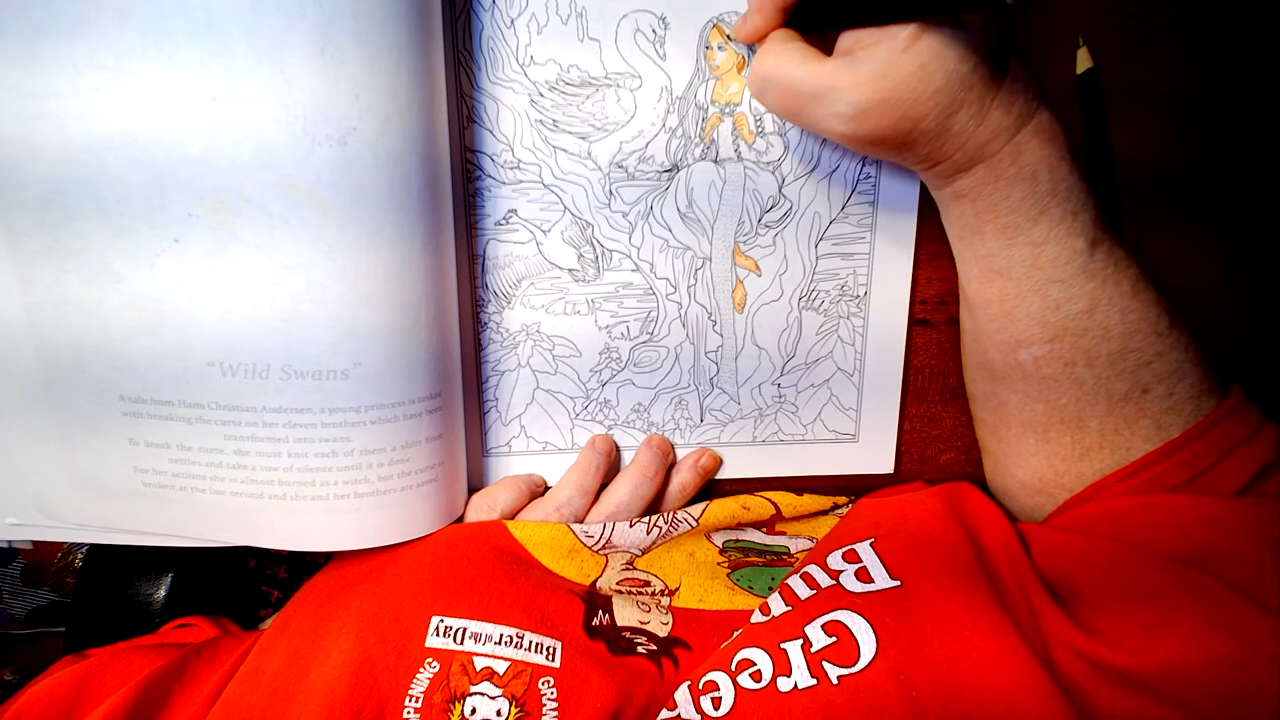 "Wild Swans"
A tale from Hans Christian Andersen, a young princess is tasked
with breaking the curse on her eleven brothers which have been
transformed into swans.
To break the curse, she must knit each of them a shirt from
nettles and take a vow of silence until it is done.
For her actions she is almost burned as a witch, but the curse is
broken at the last second and she and her brothers are saved.
Burger of the Day
OPENING
GRAN
Green
Bur